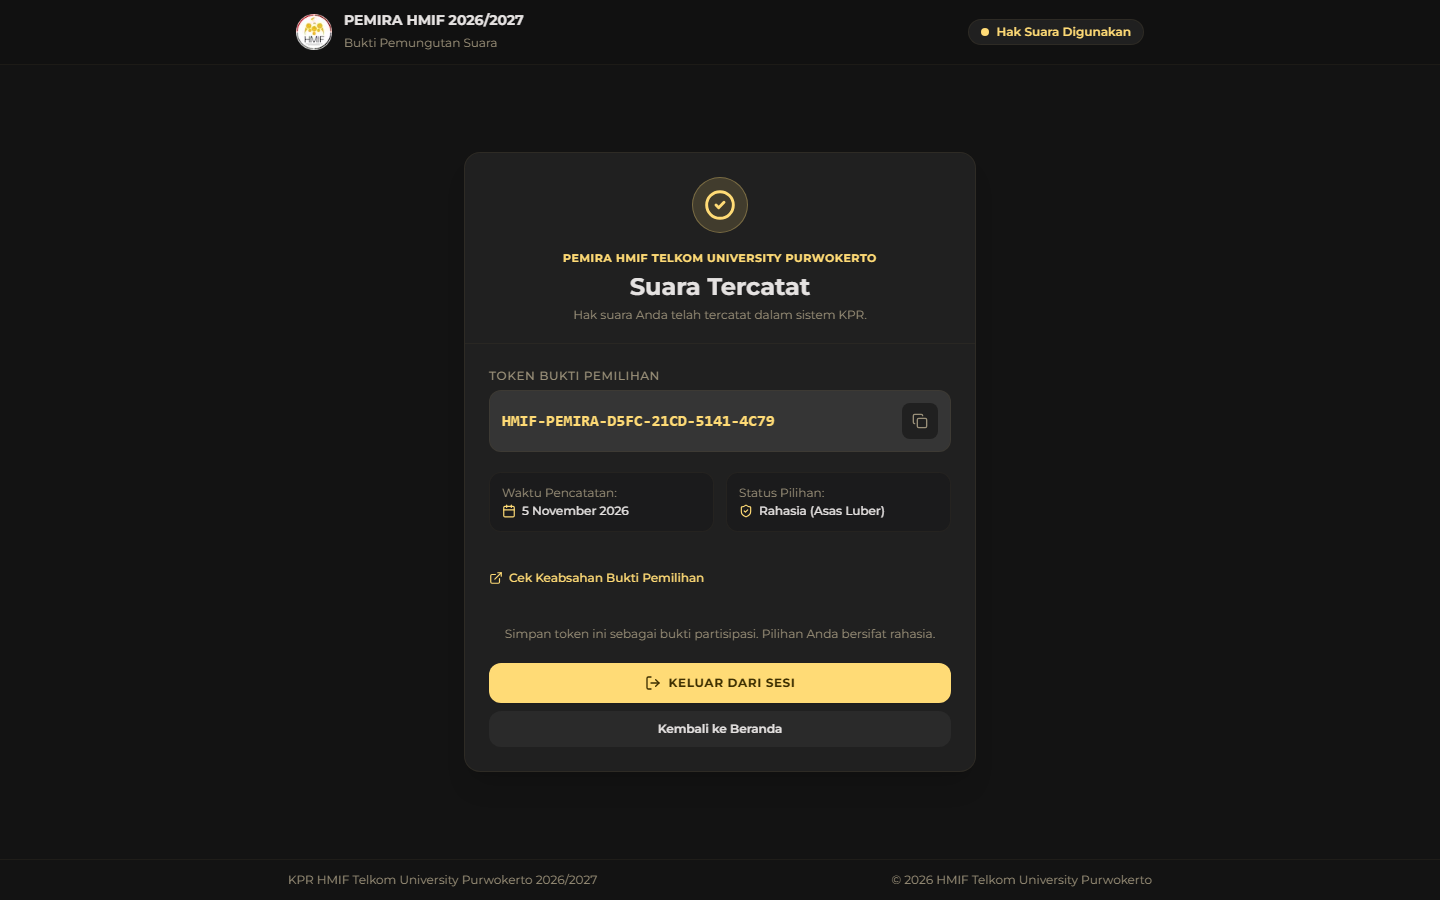 PEMIRA HMIF 2026/2027
Bukti Pemungutan Suara
Hak Suara Digunakan
HMIF
PEMIRA HMIF TELKOM UNIVERSITY PURWOKERTO
Suara Tercatat
Hak suara Anda telah tercatat dalam sistem KPR.
TOKEN BUKTI PEMILIHAN
HMIF-PEMIRA-D5FC-21CD-5141-4C79
Waktu Pencatatan:
5 November 2026
Status Pilihan:
Rahasia (Asas Luber)
Cek Keabsahan Bukti Pemilihan
Simpan token ini sebagai bukti partisipasi. Pilihan Anda bersifat rahasia.
KELUAR DARI SESI
Kembali ke Beranda
KPR HMIF Telkom University Purwokerto 2026/2027
© 2026 HMIF Telkom University Purwokerto